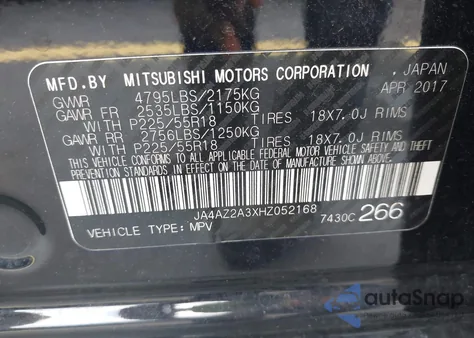 MFD.BY MITSUBISHI MOTORS CORPORATION, JAPAN
GVWR 4795LBS/2175KG APR 2017
GAWR FR 2535LBS/1150KG
WITH P225/55R18 TIRES 18X7.0J RIMS
GAWR RR 2756LBS/1250KG
WITH P225/55R18 TIRES 18X7.0J RIMS
THIS VEHICLE CONFORMS TO ALL APPLICABLE FEDERAL MOTOR VEHICLE SAFETY, BUMPER, AND THEFT
PREVENTION STANDARDS IN EFFECT ON THE DATE OF MANUFACTURE SHOWN ABOVE.
JA4AZ2A3XHZ052168
VEHICLE TYPE: MPV 7430C 266
autoSnap